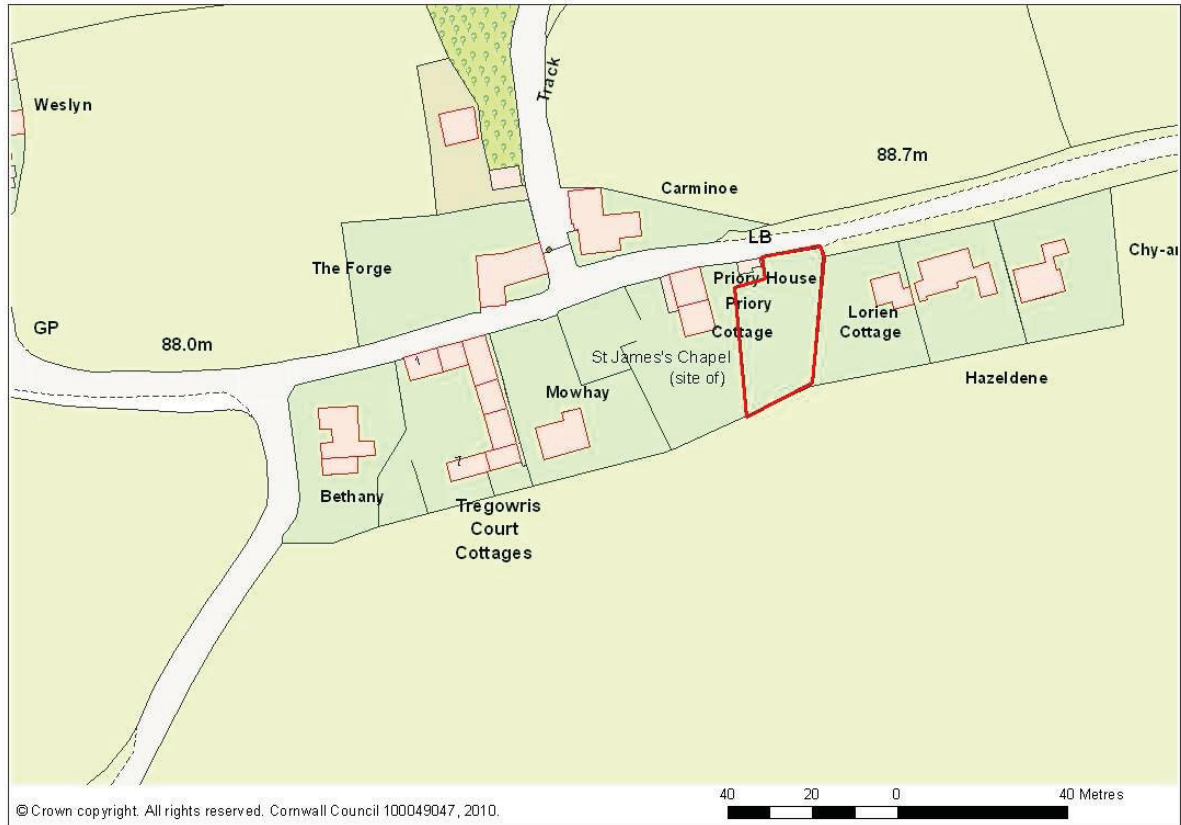 Weslyn
Track
88.7m
Carminoe
LB
The Forge
Priory House
Chy-a
GP
88.0m
Priory
Cottage
Lorien
Cottage
1
St James's Chapel
(site of)
Hazeldene
Mowhay
7
Bethany
Tregowris
Court
Cottages
40 20 0 40 Metres
© Crown copyright. All rights reserved. Cornwall Council 100049047, 2010.